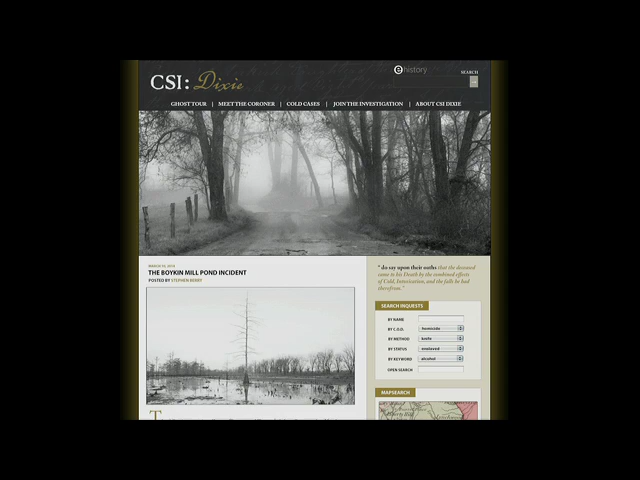 ehistory
SEARCH
CSI: Dixie
GHOST TOUR | MEET THE CORONER | COLD CASES | JOIN THE INVESTIGATION | ABOUT CSI DIXIE
THE BOYKIN MILL POND INCIDENT
POSTED BY STEPHEN BERRY
T
" do say upon their oaths that the deceased
came to his Death by the combined effects
of Cold, Intoxication, and the falls he had
therefrom."
SEARCH INQUESTS
BY NAME
BY C.O.D. homicide
BY METHOD knife
BY STATUS enslaved
BY KEYWORD alcohol
OPEN SEARCH
MAPSEARCH